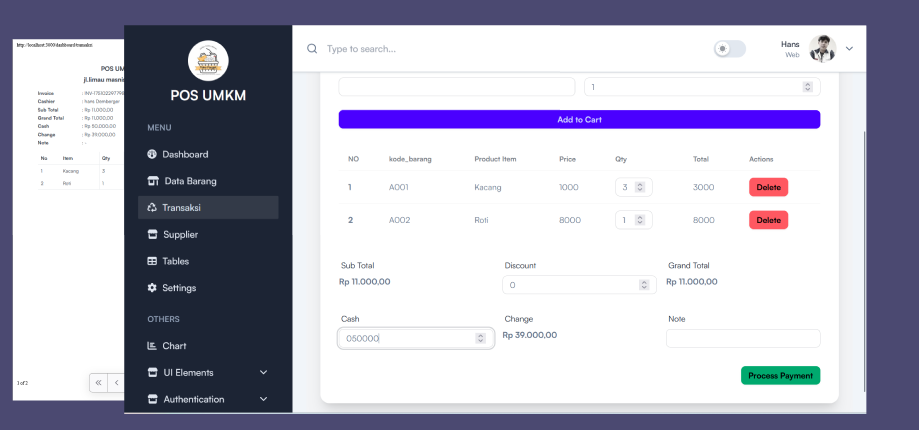 http://localhost:3000/dashboard/transaksi
POS UM
jl.limau masni
Invoice
Cashier : hans Dembarger
Sub Total : Rp 11.000,00
Grand Total : Rp 11.000,00
Cash : Rp 50.000,00
Change : Rp 39.000,00
Note : -
No Item Qty
1 Kacang 3
2 Roti 1
1 of 2
« <
POS UMKM
MENU
Dashboard
Data Barang
Transaksi
Supplier
Tables
Settings
OTHERS
Chart
UI Elements
Authentication
Type to search...
Hans
Web
1
Add to Cart
NO kode_barang Product Item Price Qty Total Actions
1 A001 Kacang 1000 3 3000 Delete
2 A002 Roti 8000 1 8000 Delete
Sub Total Discount Grand Total
Rp 11.000,00 0 Rp 11.000,00
Cash Change Note
050000 Rp 39.000,00
Process Payment